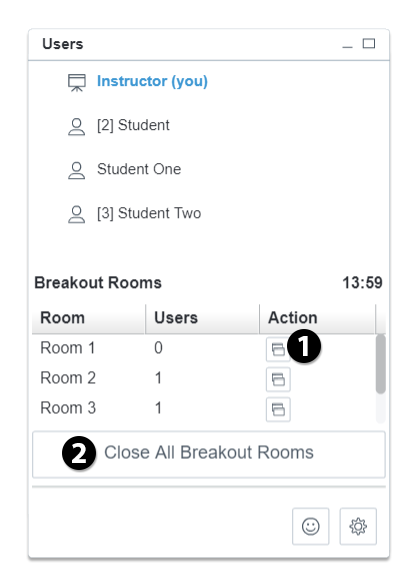 Users
Instructor (you)
[2] Student
Student One
[3] Student Two
Breakout Rooms 13:59
Room Users Action
Room 1 0 1
Room 2 1
Room 3 1
2 Close All Breakout Rooms